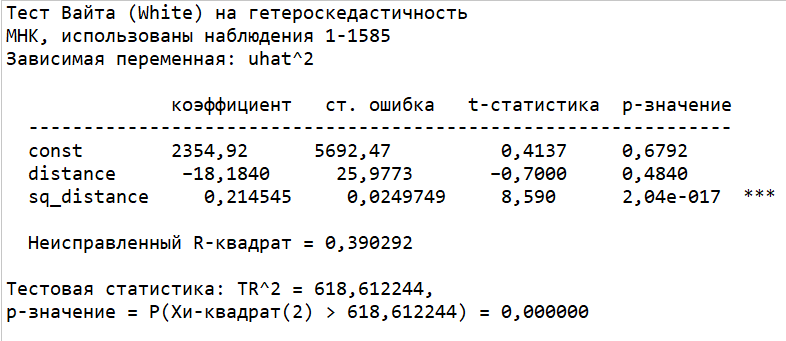 Тест Вайта (White) на гетероскедастичность
МНК, использованы наблюдения 1-1585
Зависимая переменная: uhat^2
коэффициент ст. ошибка t-статистика p-значение
---------------------------------------------------------------
const 2354,92 5692,47 0,4137 0,6792
distance −18,1840 25,9773 −0,7000 0,4840
sq_distance 0,214545 0,0249749 8,590 2,04e-017 ***
Неисправленный R-квадрат = 0,390292
Тестовая статистика: TR^2 = 618,612244,
р-значение = P(Хи-квадрат(2) > 618,612244) = 0,000000